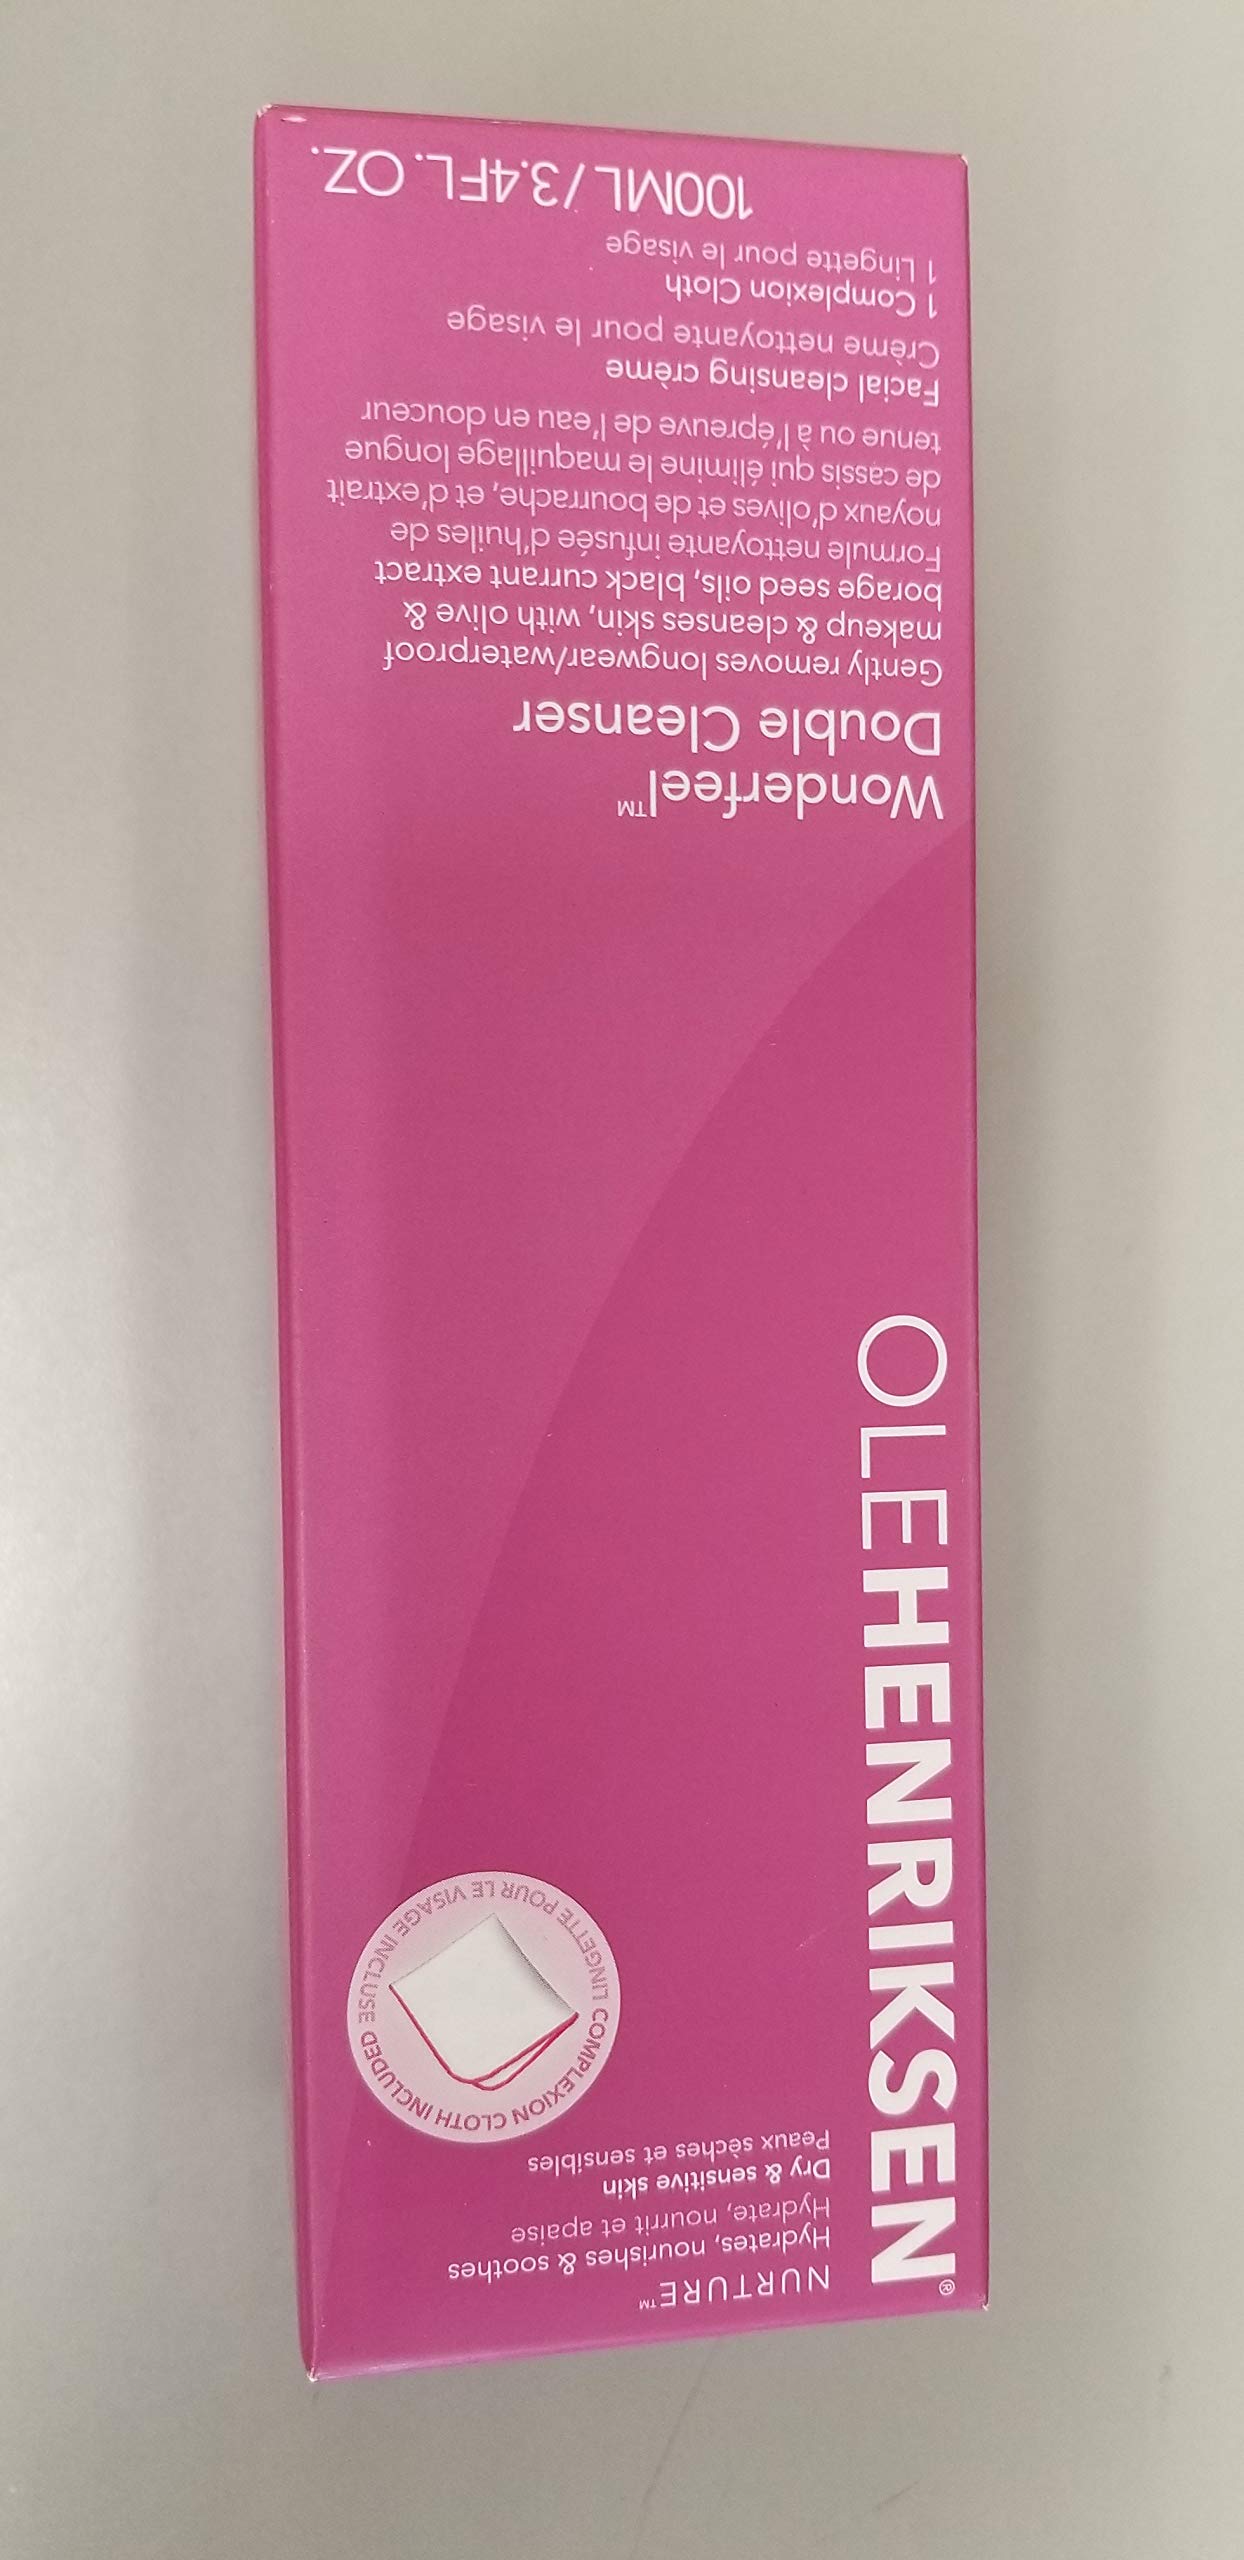 OLEHENRIKSEN®
NURTURE™
Hydrates, nourishes & soothes
Hydrate, nourrit et apaise
Dry & sensitive skin
Peaux sèches et sensibles
COMPLEXION CLOTH INCLUDED
LINGETTE POUR LE VISAGE INCLUSE
Wonderfeel™
Double Cleanser
Gently removes longwear/waterproof
makeup & cleanses skin, with olive &
borage seed oils, black currant extract
Formule nettoyante infusée d'huiles de
noyaux d'olives et de bourrache, et d'extrait
de cassis qui élimine le maquillage longue
tenue ou à l'épreuve de l'eau en douceur
Facial cleansing crème
Crème nettoyante pour le visage
1 Complexion Cloth
1 Lingette pour le visage
100ML / 3.4FL. OZ.